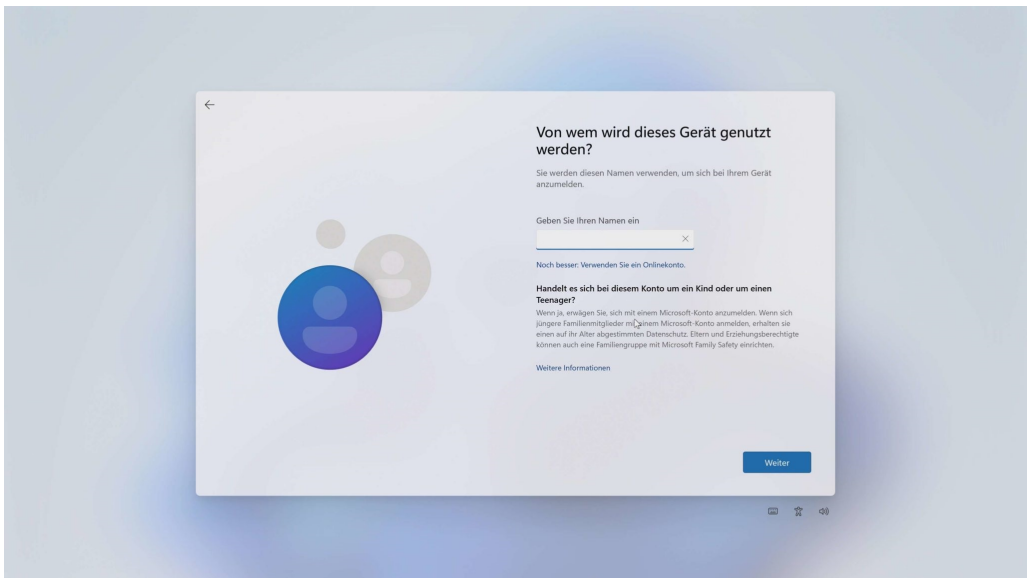 Von wem wird dieses Gerät genutzt
werden?
Sie werden diesen Namen verwenden, um sich bei Ihrem Gerät
anzumelden.
Geben Sie Ihren Namen ein
Noch besser: Verwenden Sie ein Onlinekonto.
Handelt es sich bei diesem Konto um ein Kind oder um einen
Teenager?
Wenn ja, erwägen Sie, sich mit einem Microsoft-Konto anzumelden. Wenn sich
jüngere Familienmitglieder mit einem Microsoft-Konto anmelden, erhalten sie
einen auf ihr Alter abgestimmten Datenschutz. Eltern und Erziehungsberechtigte
können auch eine Familiengruppe mit Microsoft Family Safety einrichten.
Weitere Informationen
Weiter